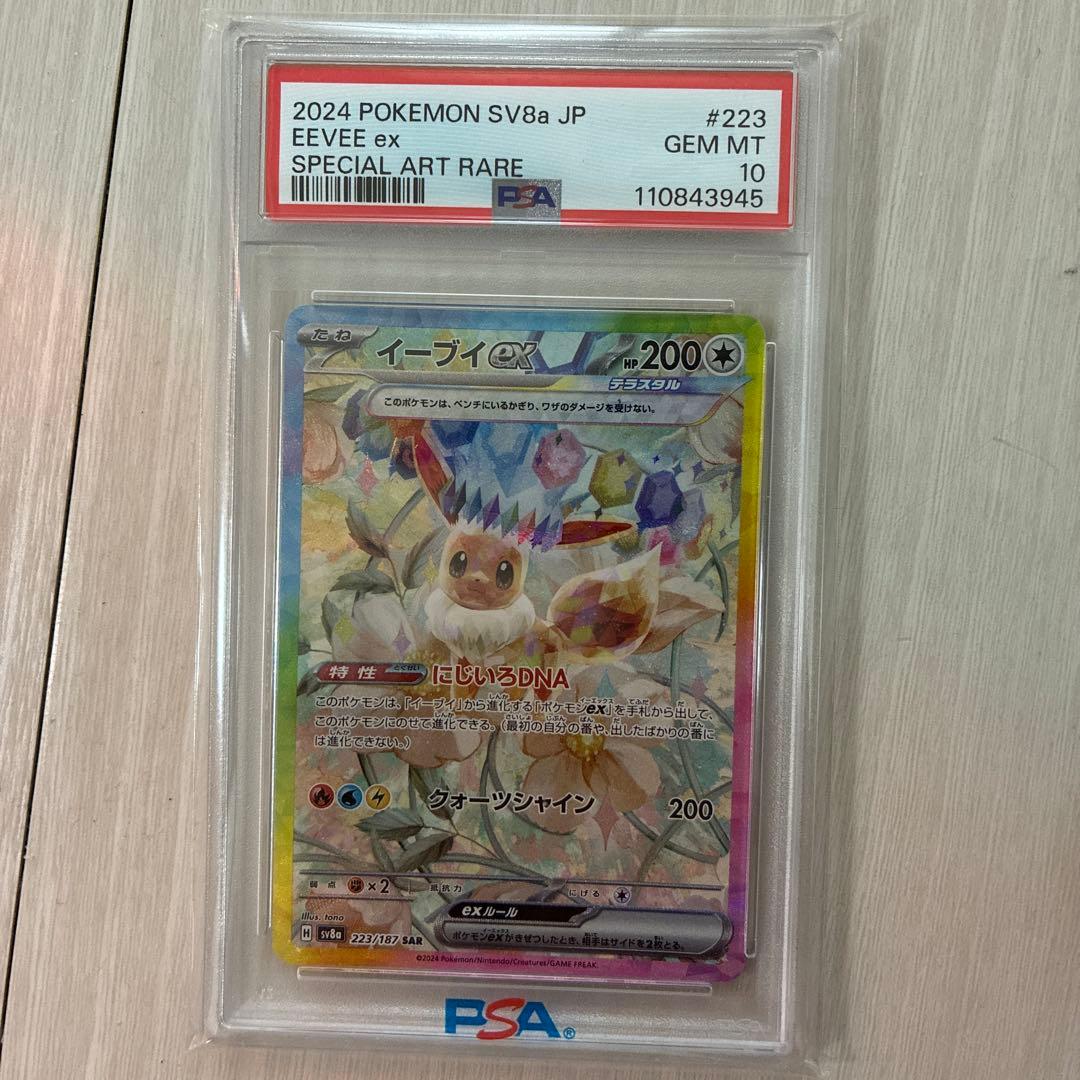 2024 POKEMON SV8a JP #223
EEVEE ex GEM MT
SPECIAL ART RARE 10
PSA 110843945
たね イーブイex HP200
テラスタル
このポケモンは、ベンチにいるかぎり、ワザのダメージを受けない。
特性 とくせい にじいろDNA
このポケモンは、「イーブイ」から進化する「ポケモンex」を手札から出して、
このポケモンにのせて進化できる。(最初の自分の番や、出したばかりの番に
は進化できない。)
クォーツシャイン 200
弱点 ×2 抵抗力 にげる
Illus. tono exルール
H SV8a 223/187 SAR ポケモンexがきぜつしたとき、相手はサイドを2枚とる。
©2024 Pokémon/Nintendo/Creatures/GAME FREAK.
PSA®